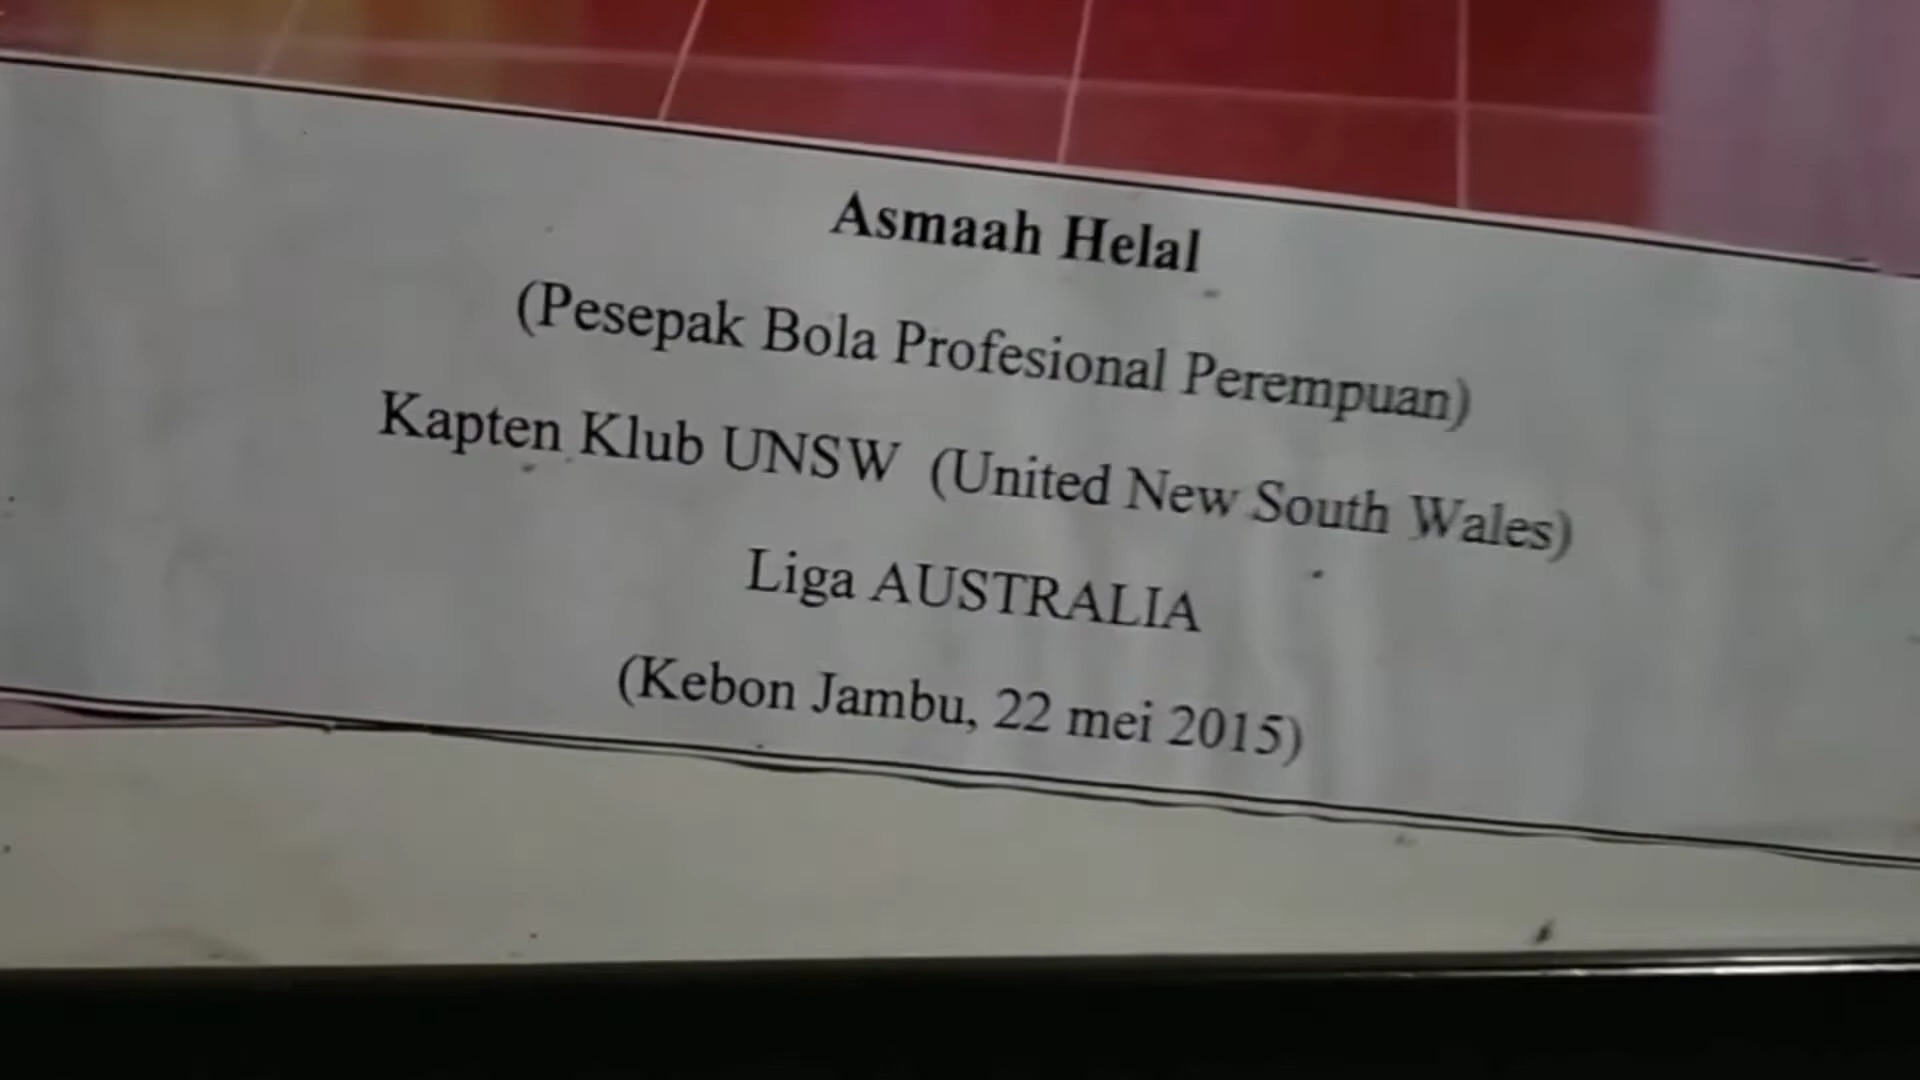 Asmaah Helal
(Pesepak Bola Profesional Perempuan)
Kapten Klub UNSW (United New South Wales)
Liga AUSTRALIA
(Kebon Jambu, 22 mei 2015)